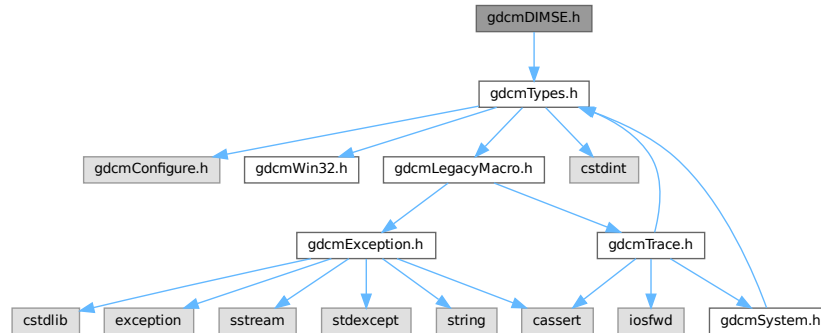 gdcmDIMSE.h
gdcmTypes.h
gdcmConfigure.h
gdcmWin32.h
gdcmLegacyMacro.h
cstdint
gdcmException.h
gdcmTrace.h
cstdlib
exception
sstream
stdexcept
string
cassert
iosfwd
gdcmSystem.h